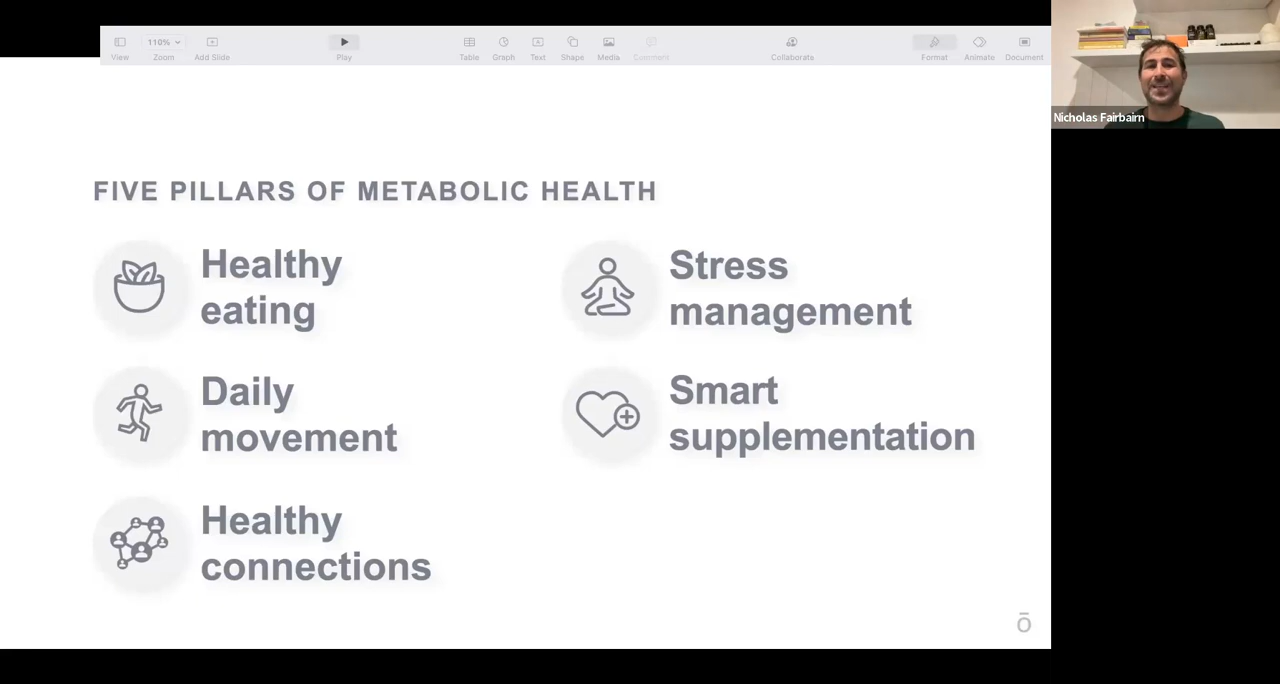 110%
View
Zoom
Add Slide
Play
Table
Graph
Text
Shape
Media
Comment
Collaborate
Format
Animate
Document
Nicholas Fairbairn
FIVE PILLARS OF METABOLIC HEALTH
Healthy
eating
Daily
movement
Healthy
connections
Stress
management
Smart
supplementation
ō